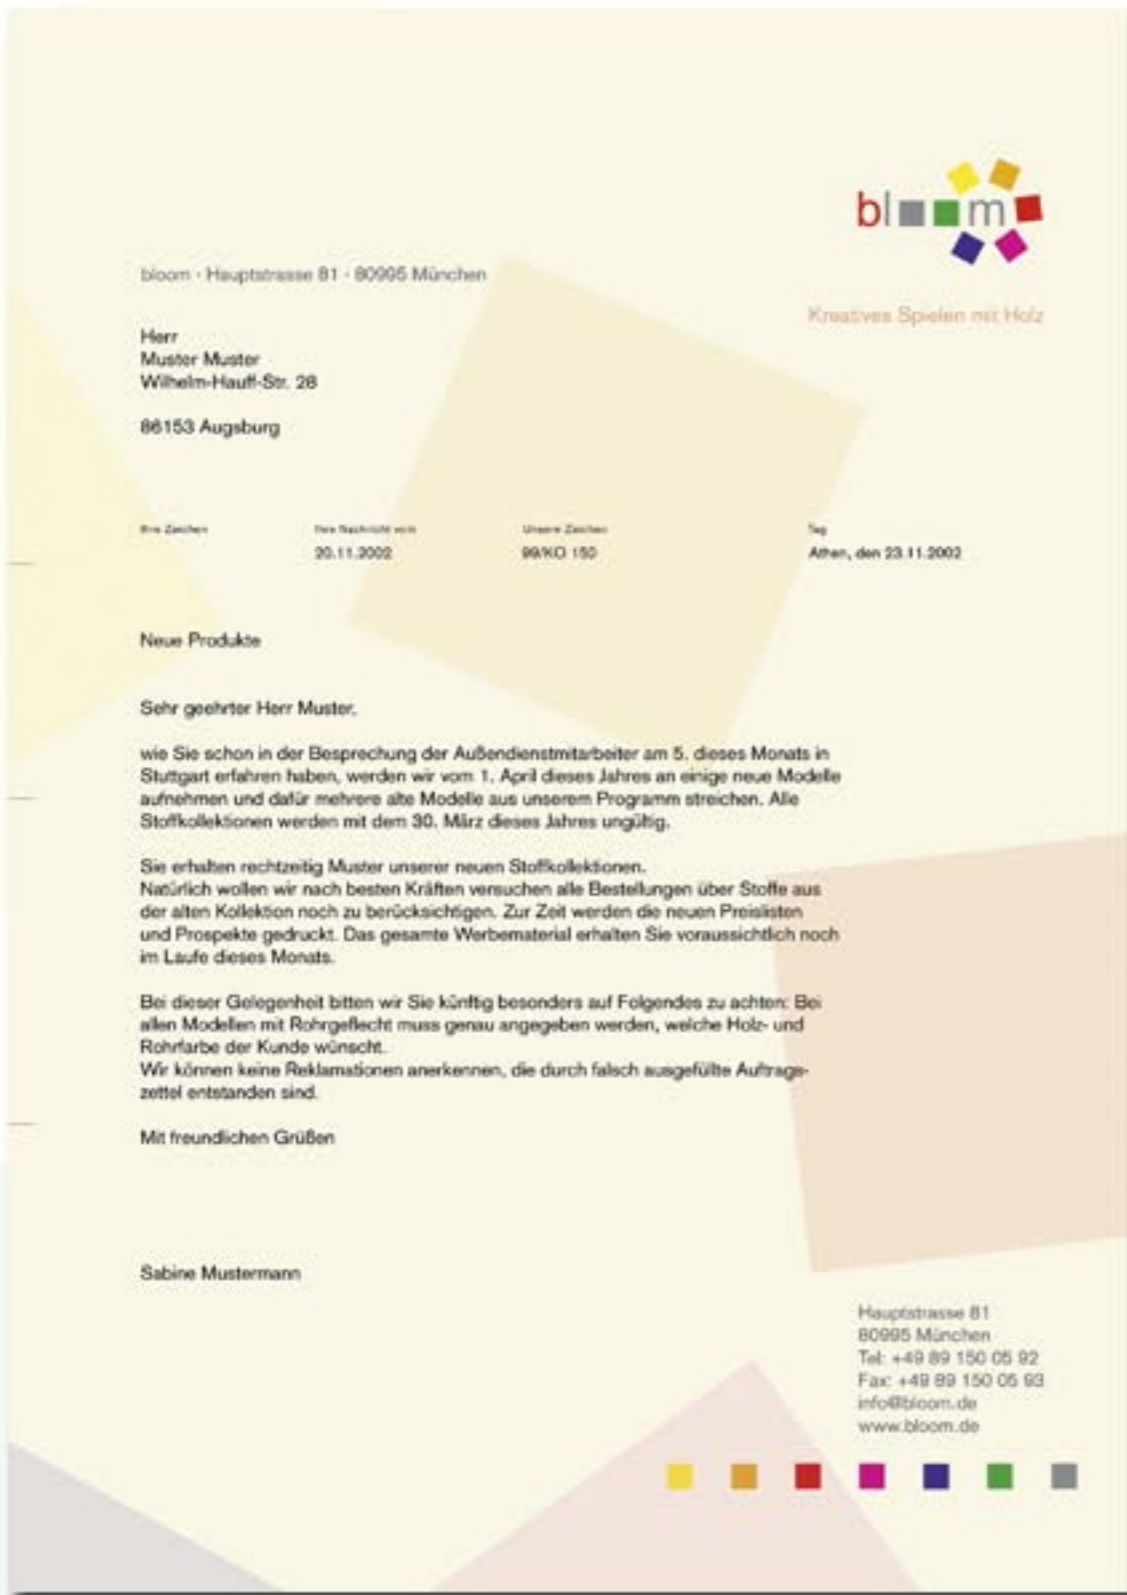 bloom
Kreatives Spielen mit Holz
bloom · Hauptstrasse 81 · 80995 München
Herr
Muster Muster
Wilhelm-Hauff-Str. 28
86153 Augsburg
Ihre Zeichen
Ihre Nachricht vom
Unsere Zeichen
Tag
20.11.2002
99/KO 150
Athen, den 23.11.2002
Neue Produkte
Sehr geehrter Herr Muster,
wie Sie schon in der Besprechung der Außendienstmitarbeiter am 5. dieses Monats in
Stuttgart erfahren haben, werden wir vom 1. April dieses Jahres an einige neue Modelle
aufnehmen und dafür mehrere alte Modelle aus unserem Programm streichen. Alle
Stoffkollektionen werden mit dem 30. März dieses Jahres ungültig.
Sie erhalten rechtzeitig Muster unserer neuen Stoffkollektionen.
Natürlich wollen wir nach besten Kräften versuchen alle Bestellungen über Stoffe aus
der alten Kollektion noch zu berücksichtigen. Zur Zeit werden die neuen Preislisten
und Prospekte gedruckt. Das gesamte Werbematerial erhalten Sie voraussichtlich noch
im Laufe dieses Monats.
Bei dieser Gelegenheit bitten wir Sie künftig besonders auf Folgendes zu achten: Bei
allen Modellen mit Rohrgeflecht muss genau angegeben werden, welche Holz- und
Rohrfarbe der Kunde wünscht.
Wir können keine Reklamationen anerkennen, die durch falsch ausgefüllte Auftrags-
zettel entstanden sind.
Mit freundlichen Grüßen
Sabine Mustermann
Hauptstrasse 81
80995 München
Tel: +49 89 150 05 92
Fax: +49 89 150 05 93
info@bloom.de
www.bloom.de